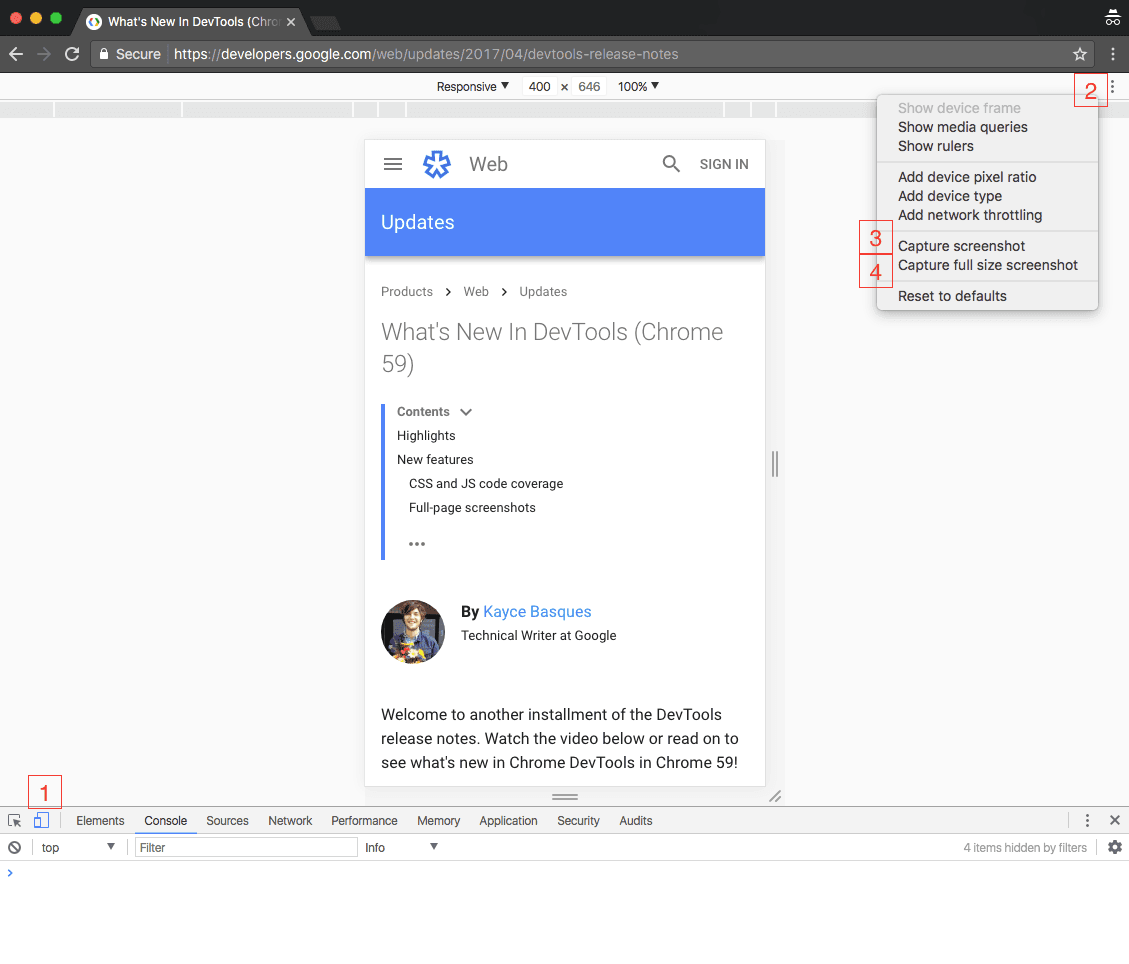 What's New In DevTools (Chro
Secure https://developers.google.com/web/updates/2017/04/devtools-release-notes
Responsive 400 × 646 100%
2
Show device frame
Show media queries
Show rulers
Add device pixel ratio
Add device type
Add network throttling
3
Capture screenshot
4
Capture full size screenshot
Reset to defaults
Web SIGN IN
Updates
Products Web Updates
What's New In DevTools (Chrome
59)
Contents
Highlights
New features
CSS and JS code coverage
Full-page screenshots
By Kayce Basques
Technical Writer at Google
Welcome to another installment of the DevTools
release notes. Watch the video below or read on to
see what's new in Chrome DevTools in Chrome 59!
1
Elements Console Sources Network Performance Memory Application Security Audits
top Filter Info 4 items hidden by filters